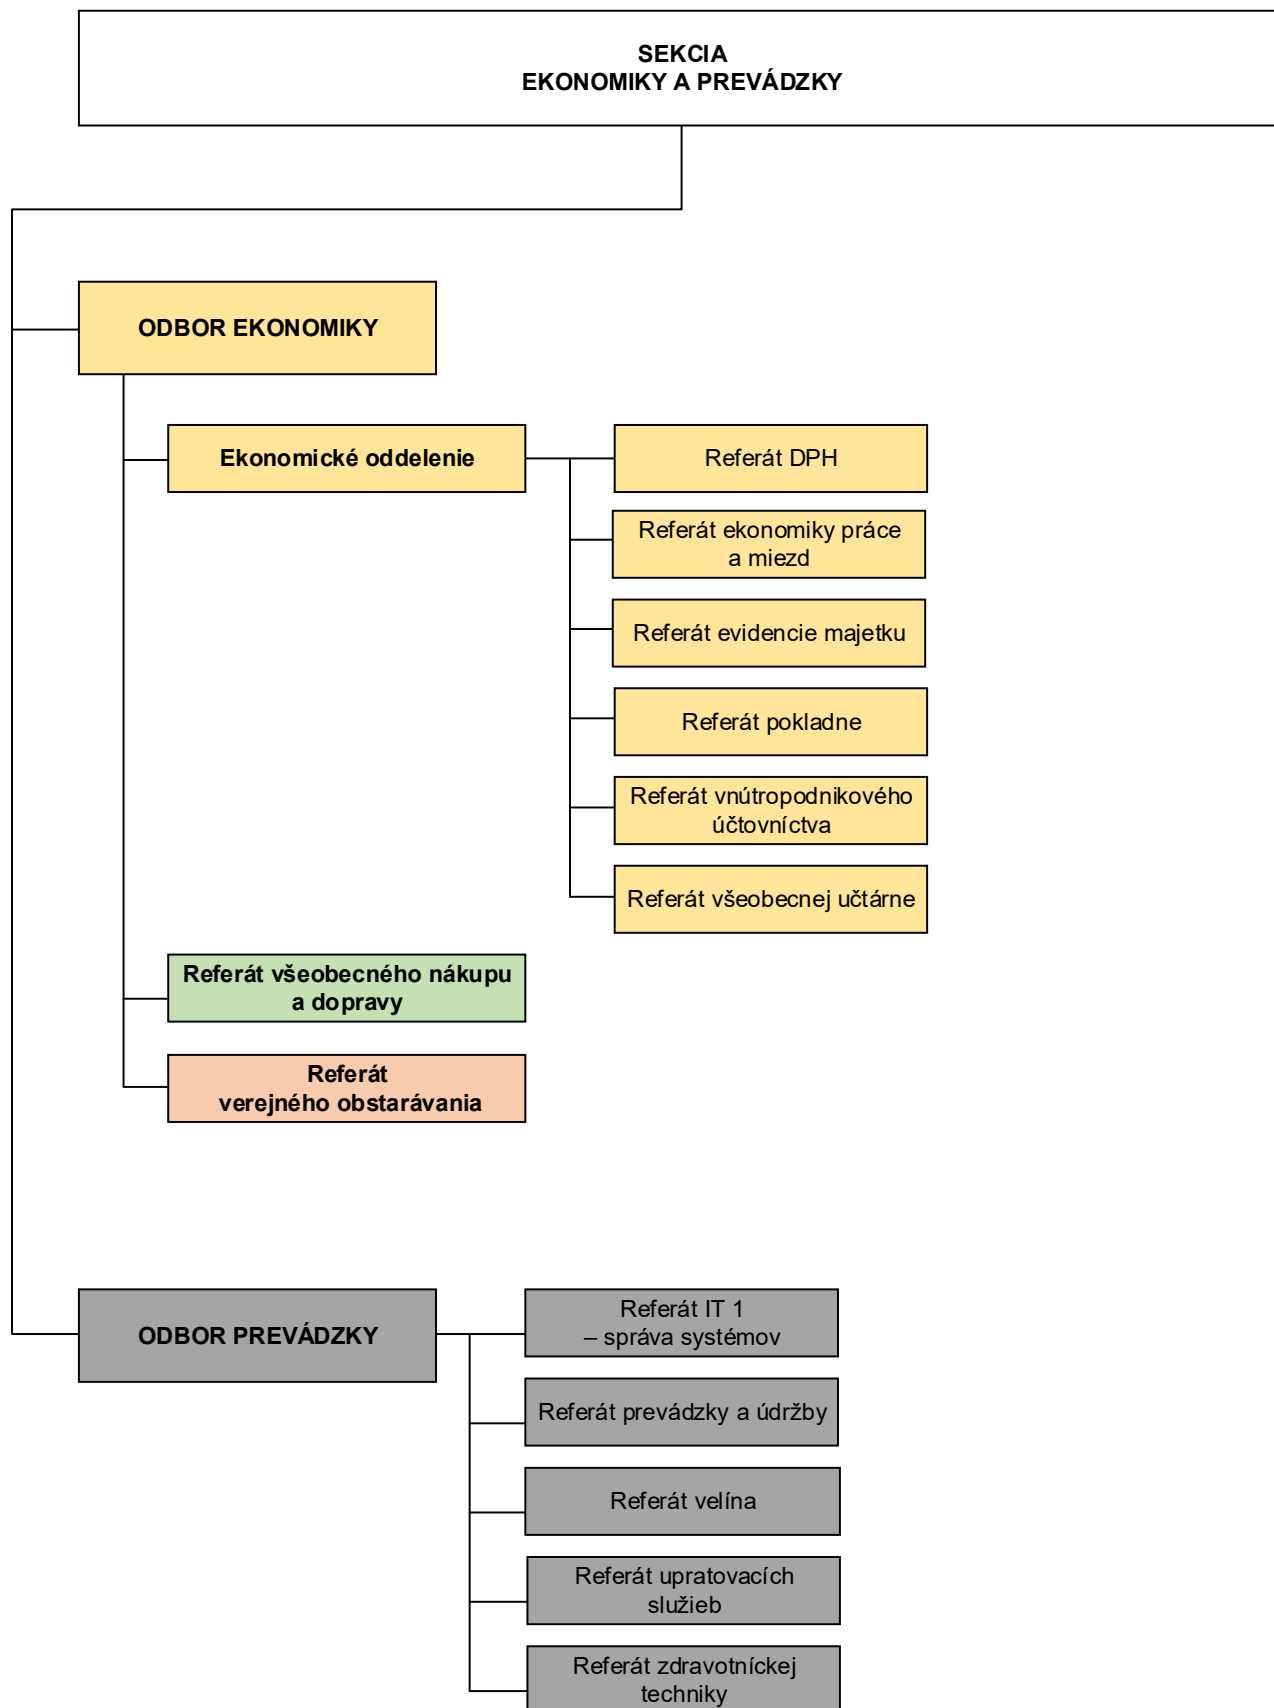 SEKCIA
EKONOMIKY A PREVÁDZKY
ODBOR EKONOMIKY
Ekonomické oddelenie
Referát DPH
Referát ekonomiky práce
a miezd
Referát evidencie majetku
Referát pokladne
Referát vnútropodnikového
účtovníctva
Referát všeobecnej učtárne
Referát všeobecného nákupu
a dopravy
Referát
verejného obstarávania
ODBOR PREVÁDZKY
Referát IT 1
– správa systémov
Referát prevádzky a údržby
Referát velína
Referát upratovacích
služieb
Referát zdravotníckej
techniky